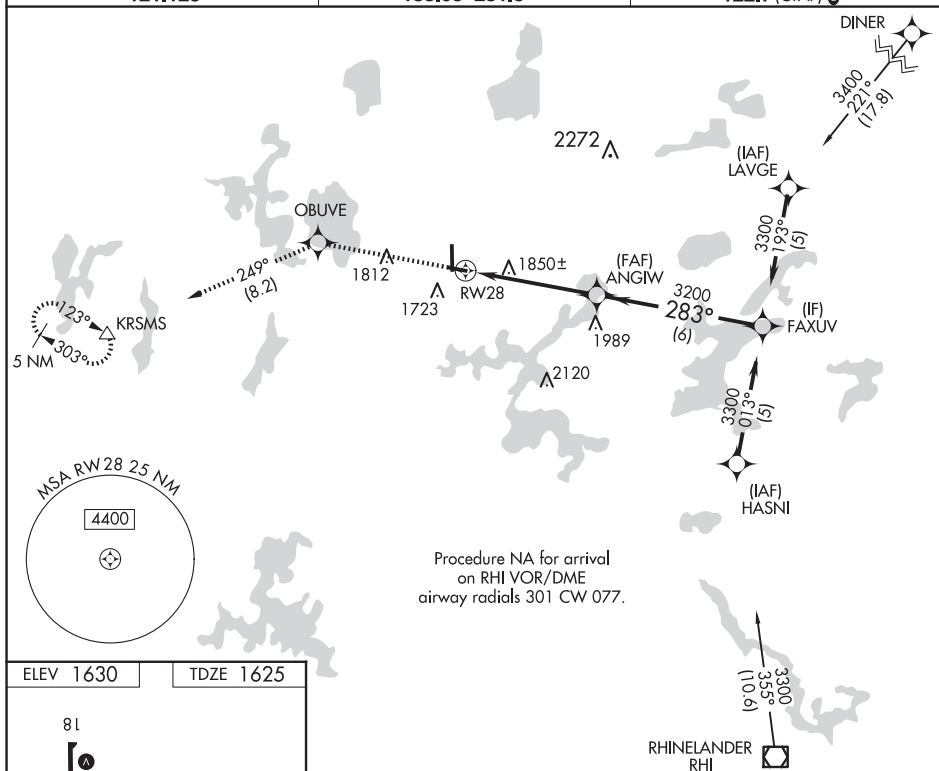 DINER
3400
221°
(17.8)
2272
(IAF)
LAVGE
3300
193°
(5)
OBUVE
1812
1850±
(FAF)
ANGIW
RW28
1723
249°
(8.2)
3200
283°
(6)
(IF)
FAXUV
1989
123°
KRSMS
303°
5 NM
2120
3300
013°
(5)
(IAF)
HASNI
MSA RW28 25 NM
4400
Procedure NA for arrival
on RHI VOR/DME
airway radials 301 CW 077.
3300
355°
(10.6)
ELEV 1630
TDZE 1625
18
V
RHINELANDER
RHI